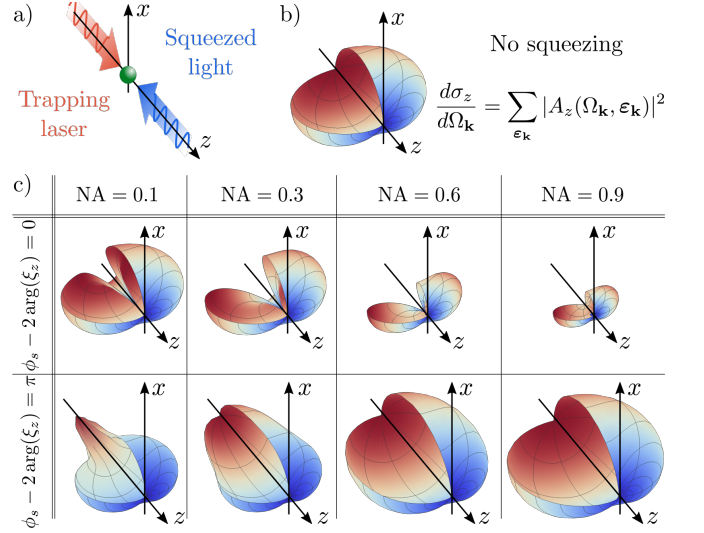 a)
x
Squeezed
light
Trapping
laser
z
b)
x
z
No squeezing
dσ_z/dΩ_𝐤 = ∑_{𝛆_𝐤} |A_z(Ω_𝐤, 𝛆_𝐤)|²
c)
NA = 0.1
NA = 0.3
NA = 0.6
NA = 0.9
ϕ_s − 2 arg(ξ_z) = 0
x
z
x
z
x
z
x
z
ϕ_s − 2 arg(ξ_z) = π
x
z
x
z
x
z
x
z